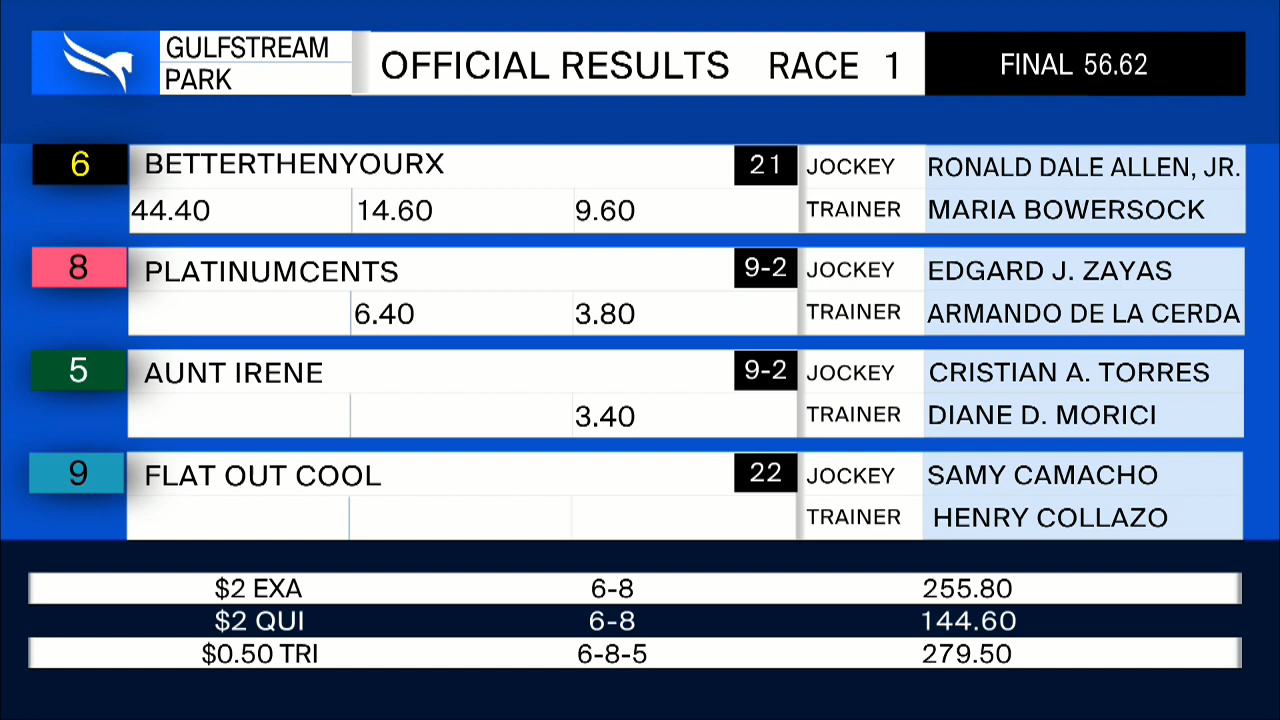 GULFSTREAM PARK OFFICIAL RESULTS RACE 1 FINAL 56.62
6 BETTERTHENYOURX 21 JOCKEY RONALD DALE ALLEN, JR.
44.40 14.60 9.60 TRAINER MARIA BOWERSOCK
8 PLATINUMCENTS 9-2 JOCKEY EDGARD J. ZAYAS
6.40 3.80 TRAINER ARMANDO DE LA CERDA
5 AUNT IRENE 9-2 JOCKEY CRISTIAN A. TORRES
3.40 TRAINER DIANE D. MORICI
9 FLAT OUT COOL 22 JOCKEY SAMY CAMACHO
TRAINER HENRY COLLAZO
$2 EXA 6-8 255.80
$2 QUI 6-8 144.60
$0.50 TRI 6-8-5 279.50